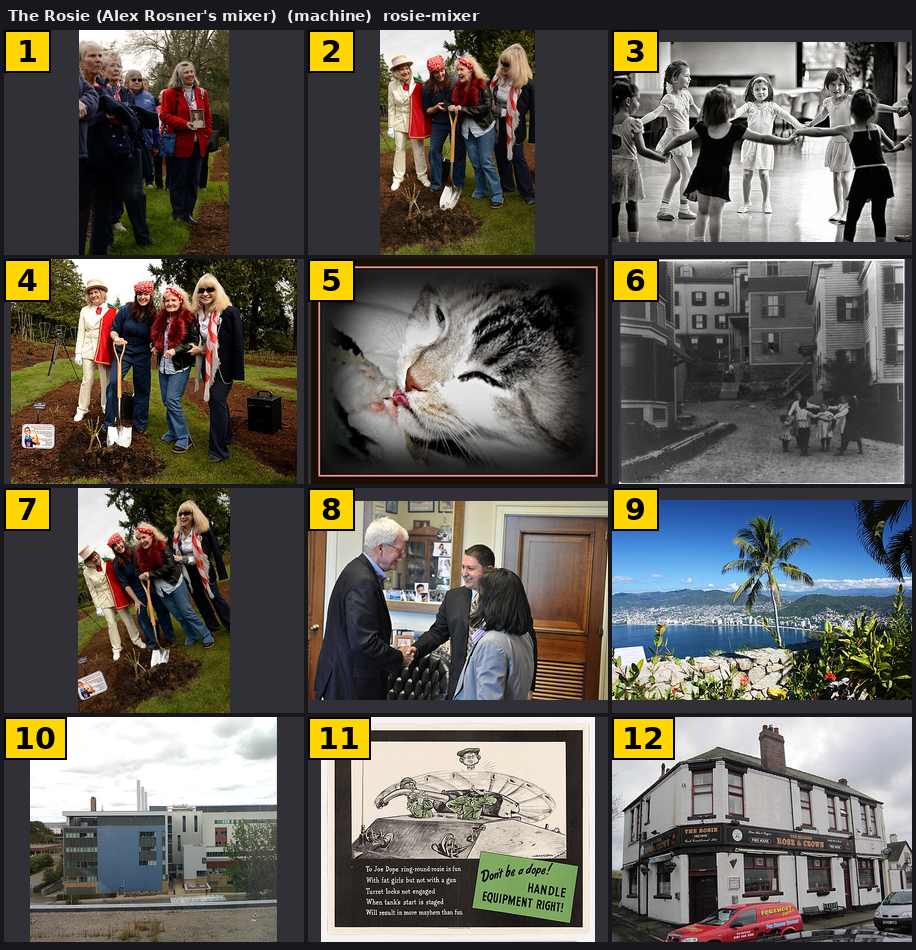 The Rosie (Alex Rosner's mixer) (machine) rosie-mixer
1
2
3
4
5
6
7
8
9
10
11
To Joe Dope ring-round-rosie is fun
With fat girls but not with a gun
Turret locks not engaged
When tank's start is staged
Will result in more mayhem than fun
Don't be a dope!
HANDLE
EQUIPMENT RIGHT!
12
THE ROSIE
ROSE & CROWN